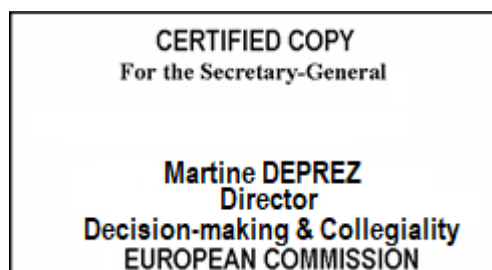 CERTIFIED COPY
For the Secretary-General
Martine DEPREZ
Director
Decision-making & Collegiality
EUROPEAN COMMISSION